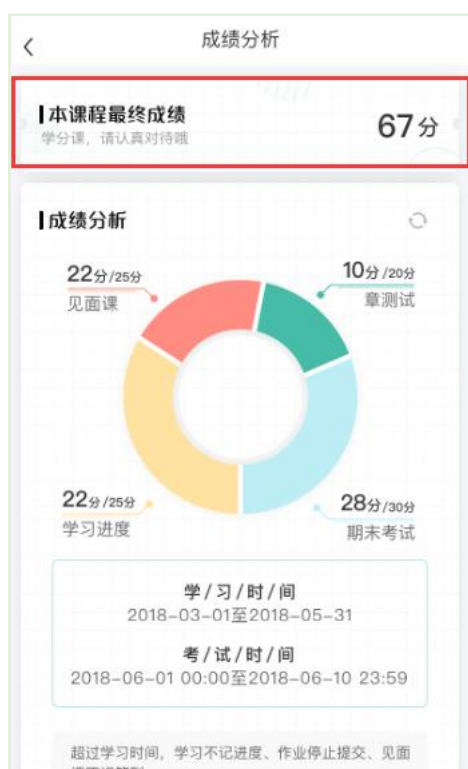 成绩分析
本课程最终成绩
学分课，请认真对待哦
67分
成绩分析
22分/25分
见面课
10分/20分
章测试
22分/25分
学习进度
28分/30分
期末考试
学/习/时/间
2018-03-01至2018-05-31
考/试/时/间
2018-06-01 00:00至2018-06-10 23:59
超过学习时间，学习不记进度、作业停止提交、见面